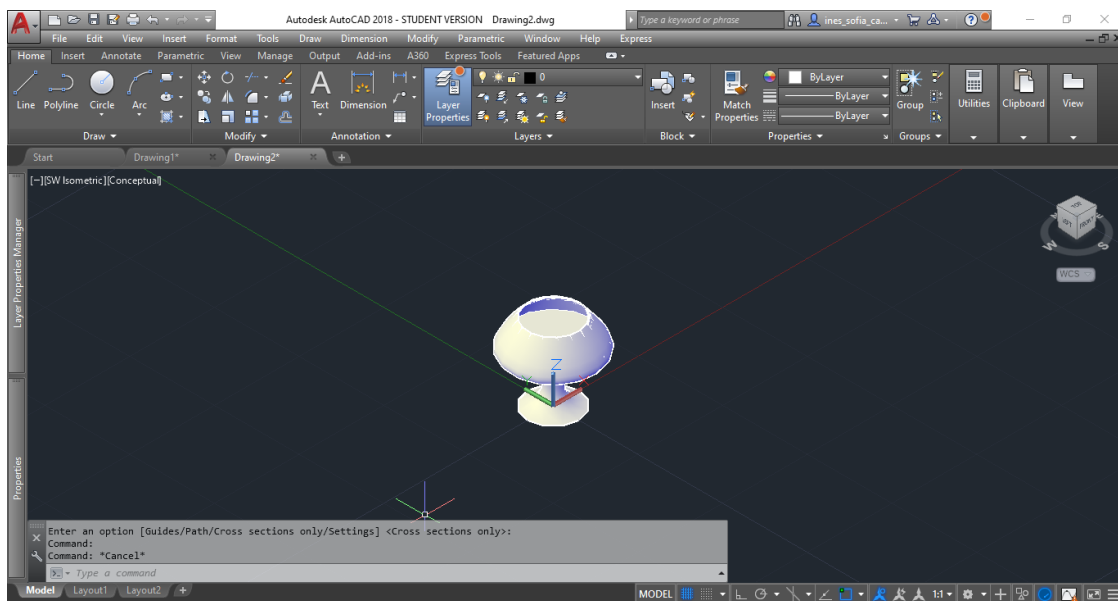 Autodesk AutoCAD 2018 - STUDENT VERSION Drawing2.dwg Type a keyword or phrase ines_sofia_ca...
File Edit View Insert Format Tools Draw Dimension Modify Parametric Window Help Express
Home Insert Annotate Parametric View Manage Output Add-ins A360 Express Tools Featured Apps
0 ByLayer
ByLayer
ByLayer
Line Polyline Circle Arc Text Dimension Layer Properties Insert Match Properties Group Utilities Clipboard View
Draw Modify Annotation Layers Block Properties Groups
Start Drawing1* Drawing2*
[−][SW Isometric][Conceptual]
Layer Properties Manager
TOP
LEFT FRONT
W S
WCS
Z
Properties
Enter an option [Guides/Path/Cross sections only/Settings] <Cross sections only>:
Command:
Command: *Cancel*
Type a command
Model Layout1 Layout2 + MODEL 1:1